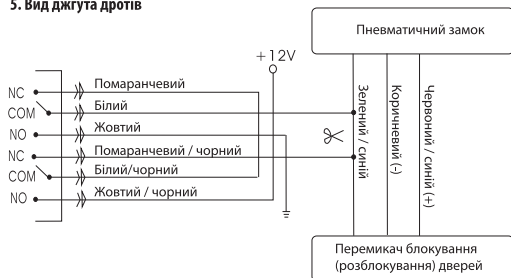 5. Вид джгута дротів
Пневматичний замок
+12V
NC Помаранчевий
COM Білий
NO Жовтий
NC Помаранчевий / чорний
COM Білий/чорний
NO Жовтий / чорний
Зелений / синій
Коричневий (-)
Червоний / синій (+)
Перемикач блокування
(розблокування) дверей